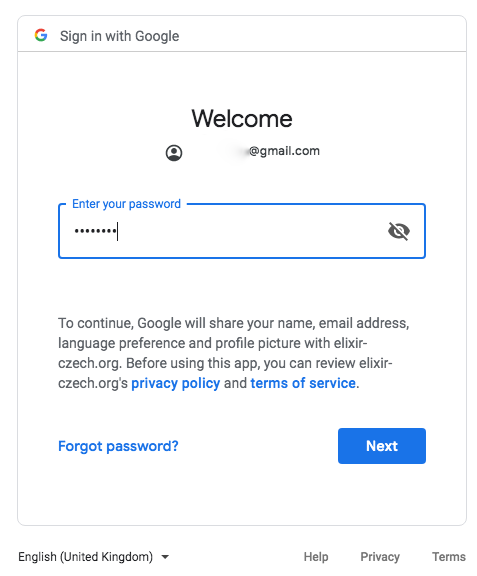 Sign in with Google
Welcome
@gmail.com
Enter your password
••••••••
To continue, Google will share your name, email address,
language preference and profile picture with elixir-
czech.org. Before using this app, you can review elixir-
czech.org's privacy policy and terms of service.
Forgot password?
Next
English (United Kingdom)
Help
Privacy
Terms